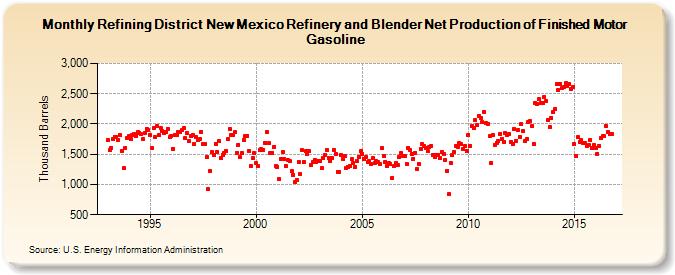 Monthly Refining District New Mexico Refinery and Blender Net Production of Finished Motor
Gasoline
Thousand Barrels
3,000
2,500
2,000
1,500
1,000
500
1995
2000
2005
2010
2015
Source: U.S. Energy Information Administration